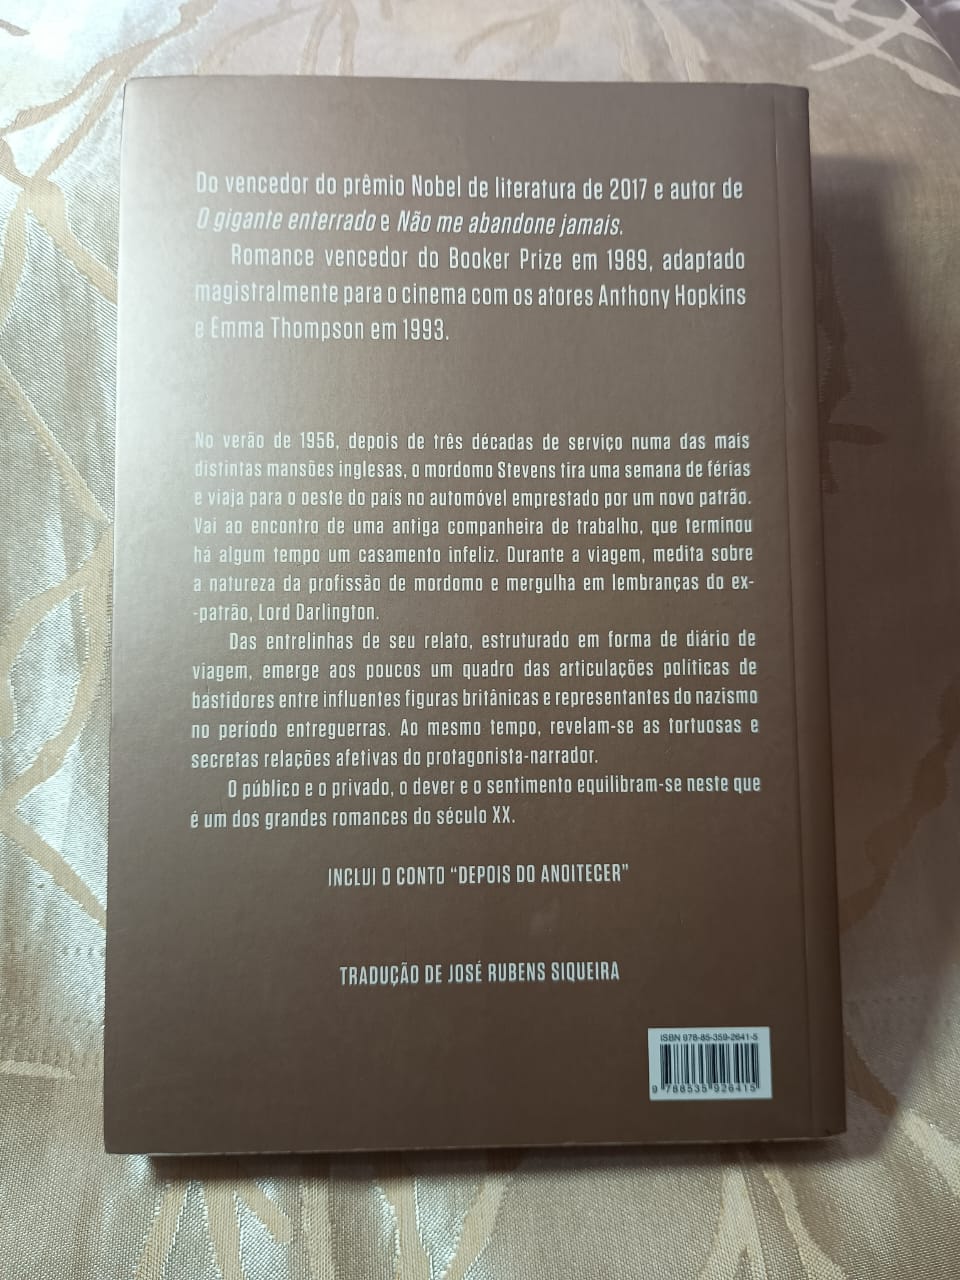 Do vencedor do prêmio Nobel de literatura de 2017 e autor de
O gigante enterrado e Não me abandone jamais.
Romance vencedor do Booker Prize em 1989, adaptado
magistralmente para o cinema com os atores Anthony Hopkins
e Emma Thompson em 1993.
No verão de 1956, depois de três décadas de serviço numa das mais
distintas mansões inglesas, o mordomo Stevens tira uma semana de férias
e viaja para o oeste do país no automóvel emprestado por um novo patrão.
Vai ao encontro de uma antiga companheira de trabalho, que terminou
há algum tempo um casamento infeliz. Durante a viagem, medita sobre
a natureza da profissão de mordomo e mergulha em lembranças do ex-
-patrão, Lord Darlington.
Das entrelinhas de seu relato, estruturado em forma de diário de
viagem, emerge aos poucos um quadro das articulações políticas de
bastidores entre influentes figuras britânicas e representantes do nazismo
no período entreguerras. Ao mesmo tempo, revelam-se as tortuosas e
secretas relações afetivas do protagonista-narrador.
O público e o privado, o dever e o sentimento equilibram-se neste que
é um dos grandes romances do século XX.
INCLUI O CONTO “DEPOIS DO ANOITECER”
TRADUÇÃO DE JOSÉ RUBENS SIQUEIRA
ISBN 978-85-359-2641-5
9 788535 926415